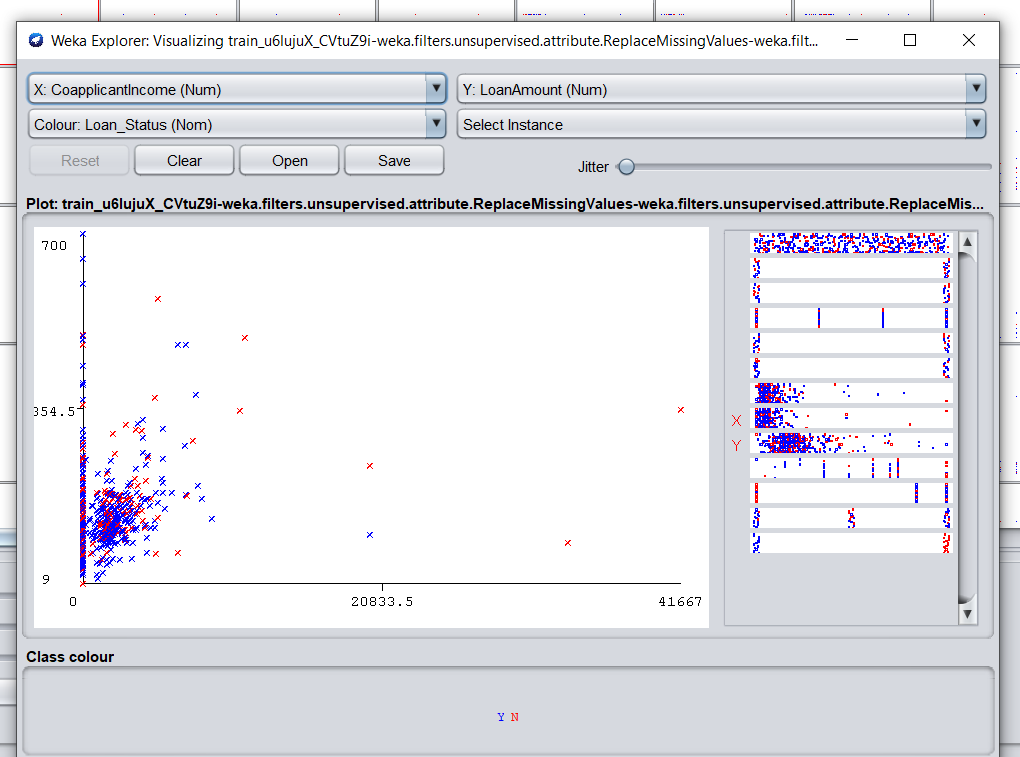 Weka Explorer: Visualizing train_u6lujuX_CVtuZ9i-weka.filters.unsupervised.attribute.ReplaceMissingValues-weka.filt...
X: CoapplicantIncome (Num)
Y: LoanAmount (Num)
Colour: Loan_Status (Nom)
Select Instance
Reset
Clear
Open
Save
Jitter
Plot: train_u6lujuX_CVtuZ9i-weka.filters.unsupervised.attribute.ReplaceMissingValues-weka.filters.unsupervised.attribute.ReplaceMis...
700
354.5
9
0
20833.5
41667
X
Y
Class colour
Y N